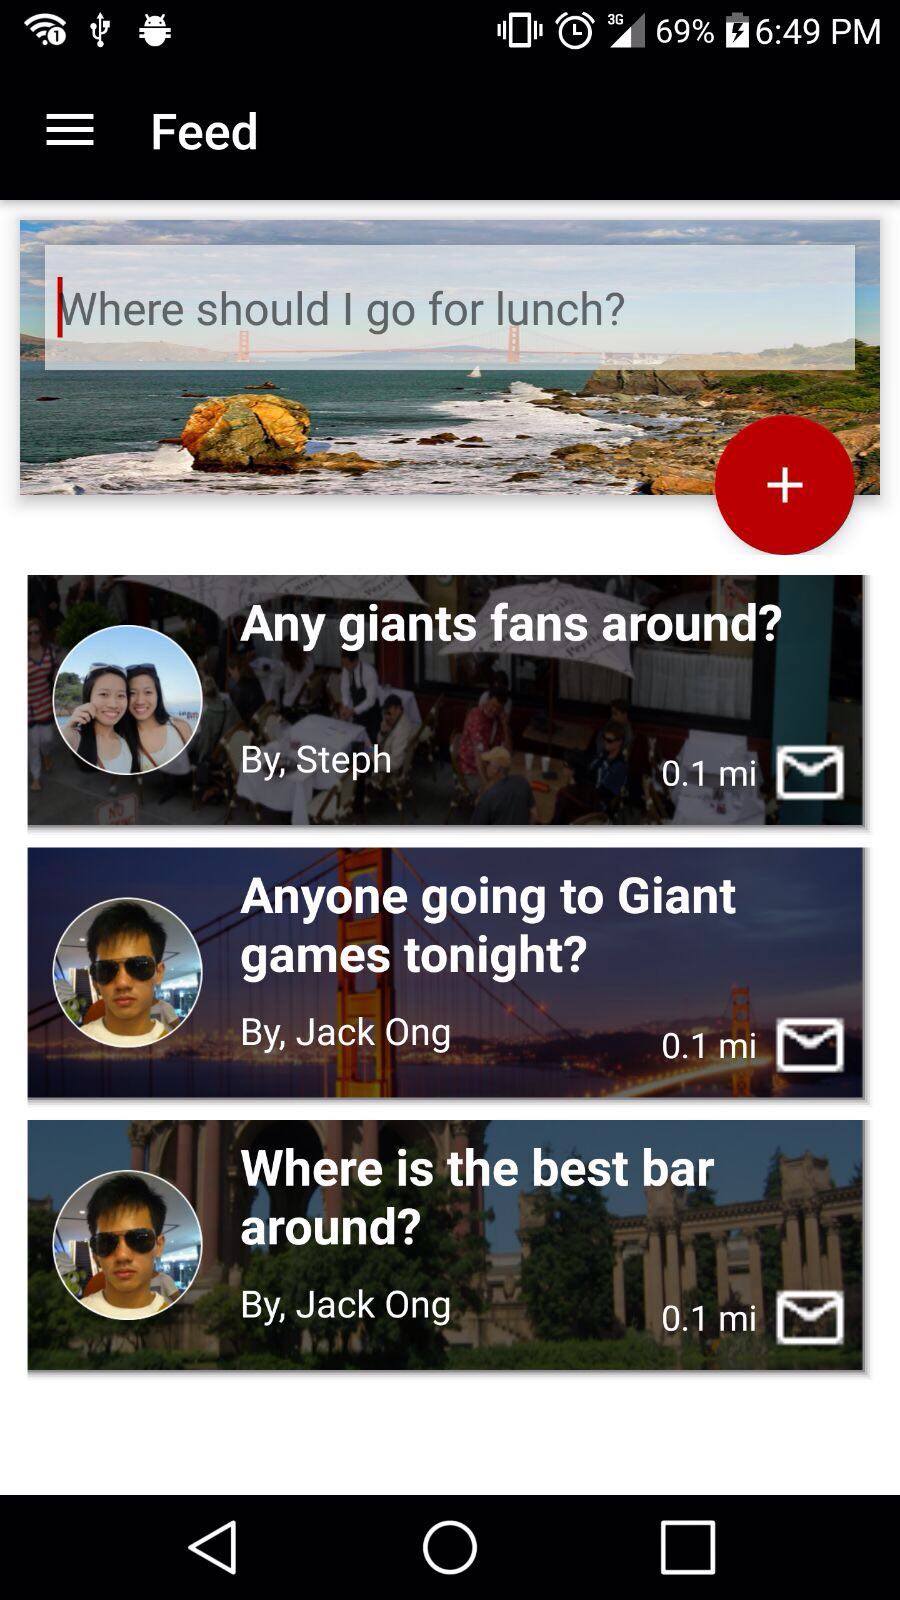 1 3G 69% 6:49 PM
Feed
Where should I go for lunch?
+
Any giants fans around?
By, Steph
0.1 mi
Anyone going to Giant
games tonight?
By, Jack Ong
0.1 mi
Where is the best bar
around?
By, Jack Ong
0.1 mi